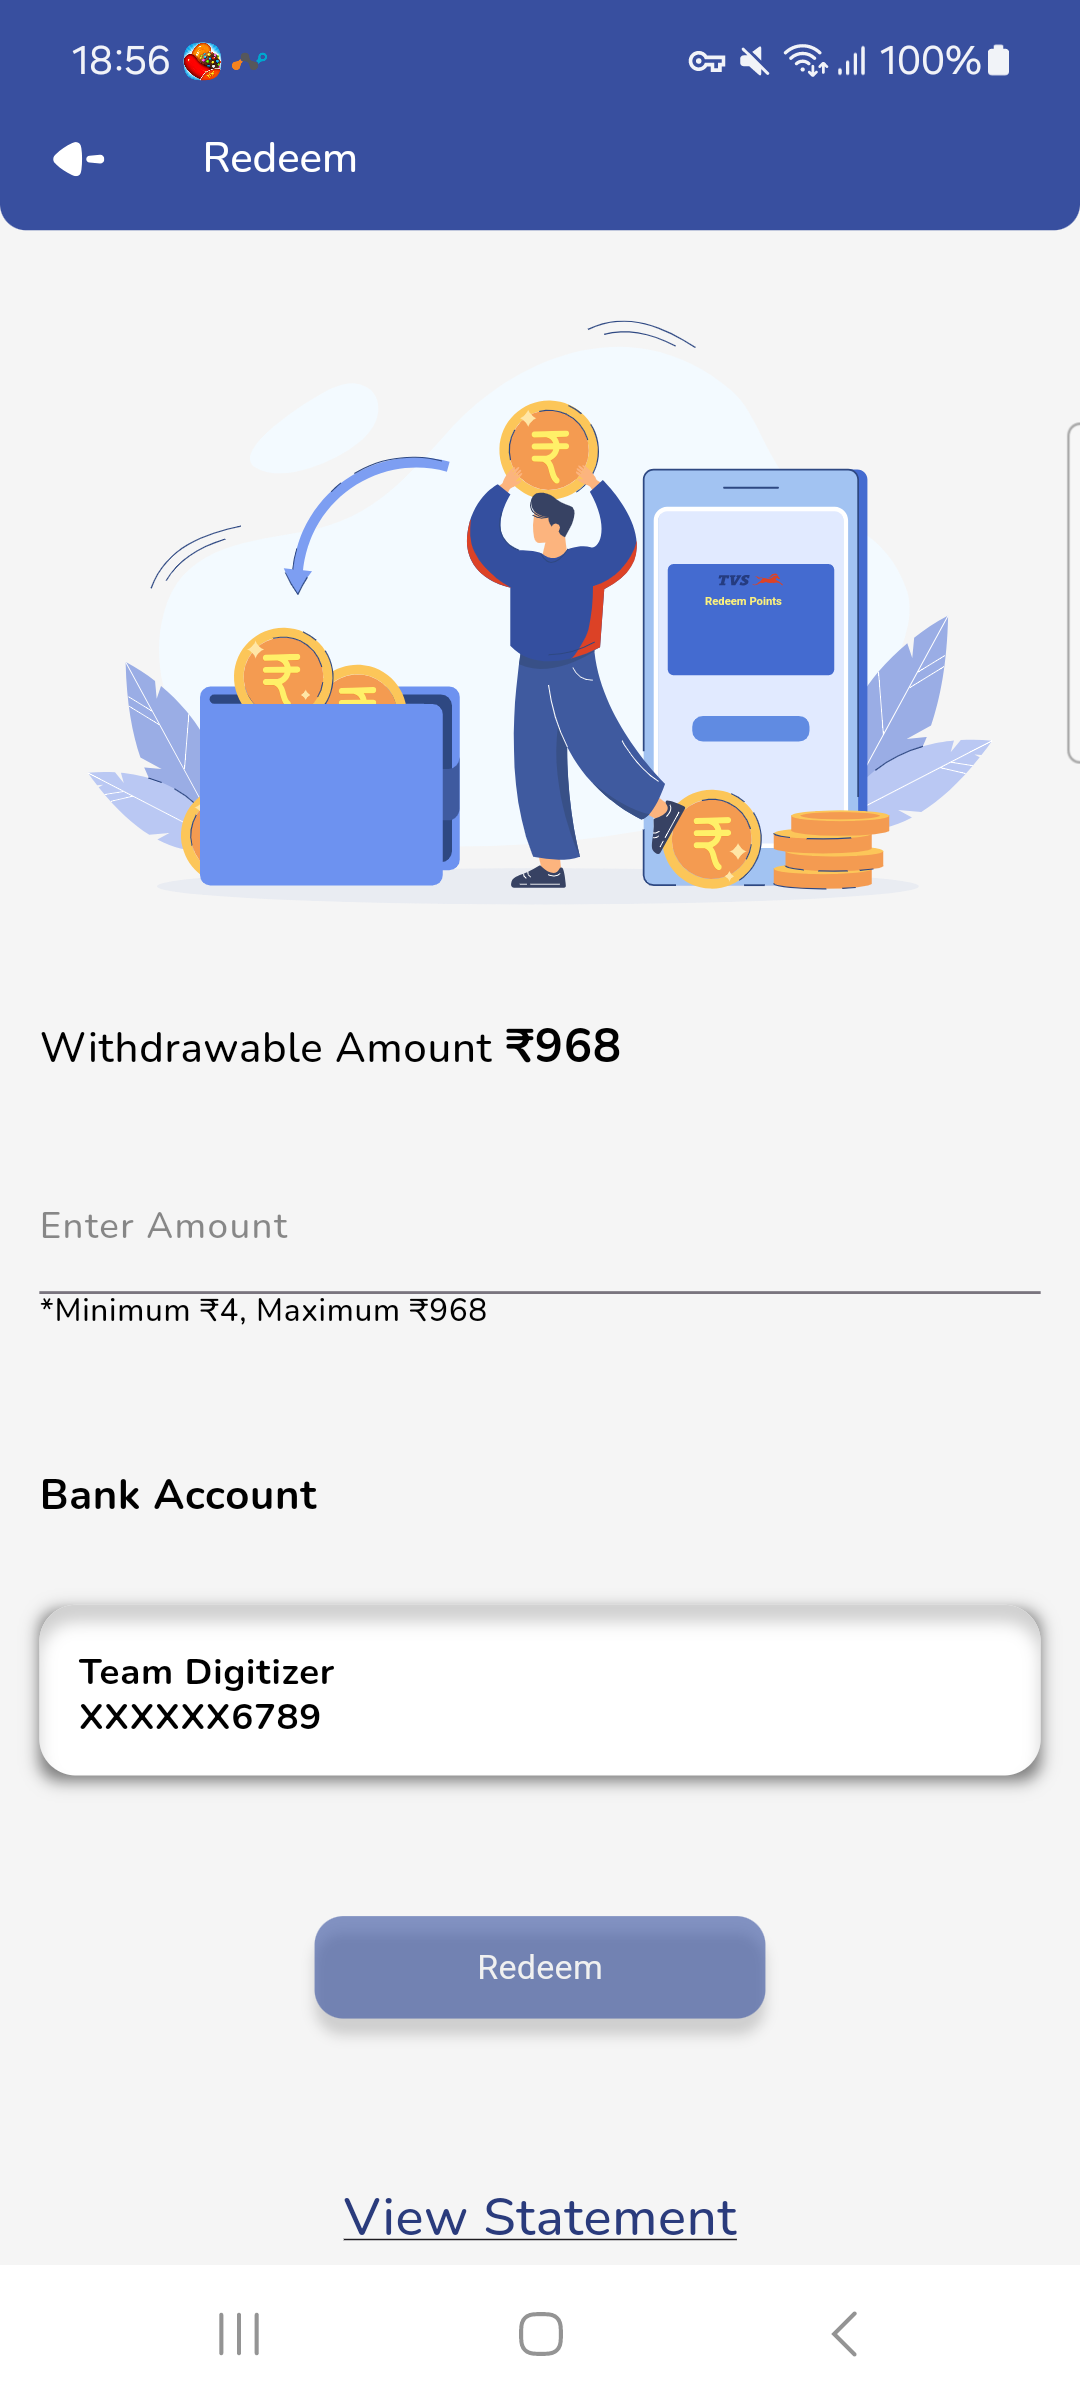 18:56 100%
Redeem
TVS
Redeem Points
Withdrawable Amount ₹968
Enter Amount
*Minimum ₹4, Maximum ₹968
Bank Account
Team Digitizer
XXXXXX6789
Redeem
View Statement